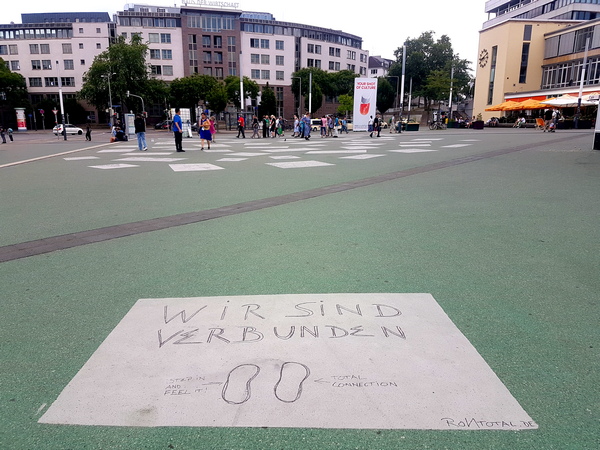 YOUR SHOT
OF CULTURE
WIR SIND
VERBUNDEN
STEP IN
AND
FEEL IT
TOTAL
CONNECTION
RONTOTAL.DE